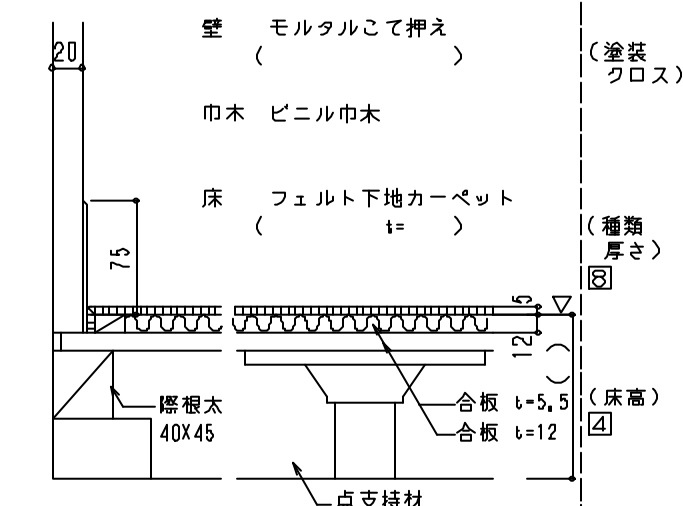 壁 モルタルこて押え
( )
(塗装
クロス)
20
巾木 ビニル巾木
床 フェルト下地カーペット
( t= )
(種類
厚さ)
8
75
5
12
( )
際根太
40X45
合板 t=5.5
合板 t=12
(床高)
4
点支持材